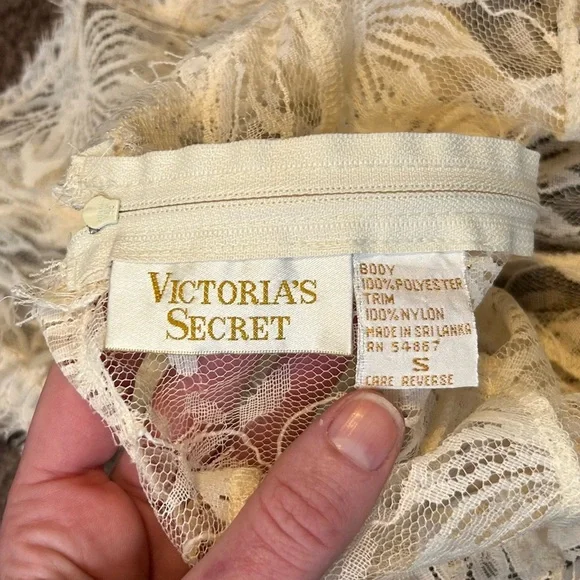 VICTORIA'S
SECRET
BODY
100% POLYESTER
TRIM
100% NYLON
MADE IN SRI LANKA
RN 54867
S
CARE REVERSE